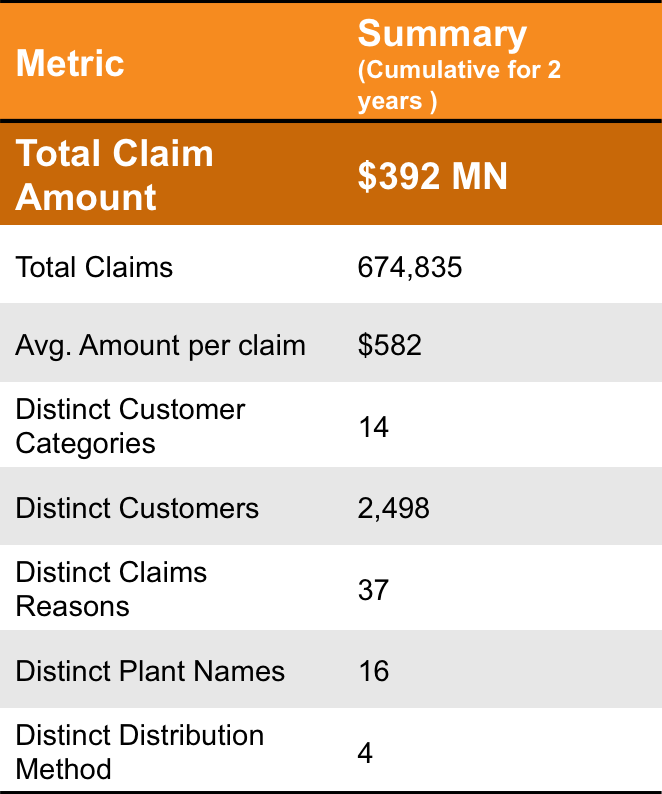 Metric
Summary
(Cumulative for 2
years )
Total Claim
Amount
$392 MN
Total Claims
674,835
Avg. Amount per claim
$582
Distinct Customer
Categories
14
Distinct Customers
2,498
Distinct Claims
Reasons
37
Distinct Plant Names
16
Distinct Distribution
Method
4